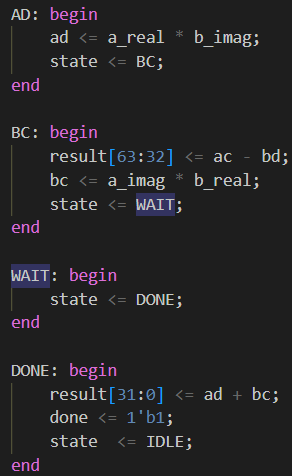 AD: begin
    ad <= a_real * b_imag;
    state <= BC;
end

BC: begin
    result[63:32] <= ac - bd;
    bc <= a_imag * b_real;
    state <= WAIT;
end

WAIT: begin
    state <= DONE;
end

DONE: begin
    result[31:0] <= ad + bc;
    done <= 1'b1;
    state  <= IDLE;
end